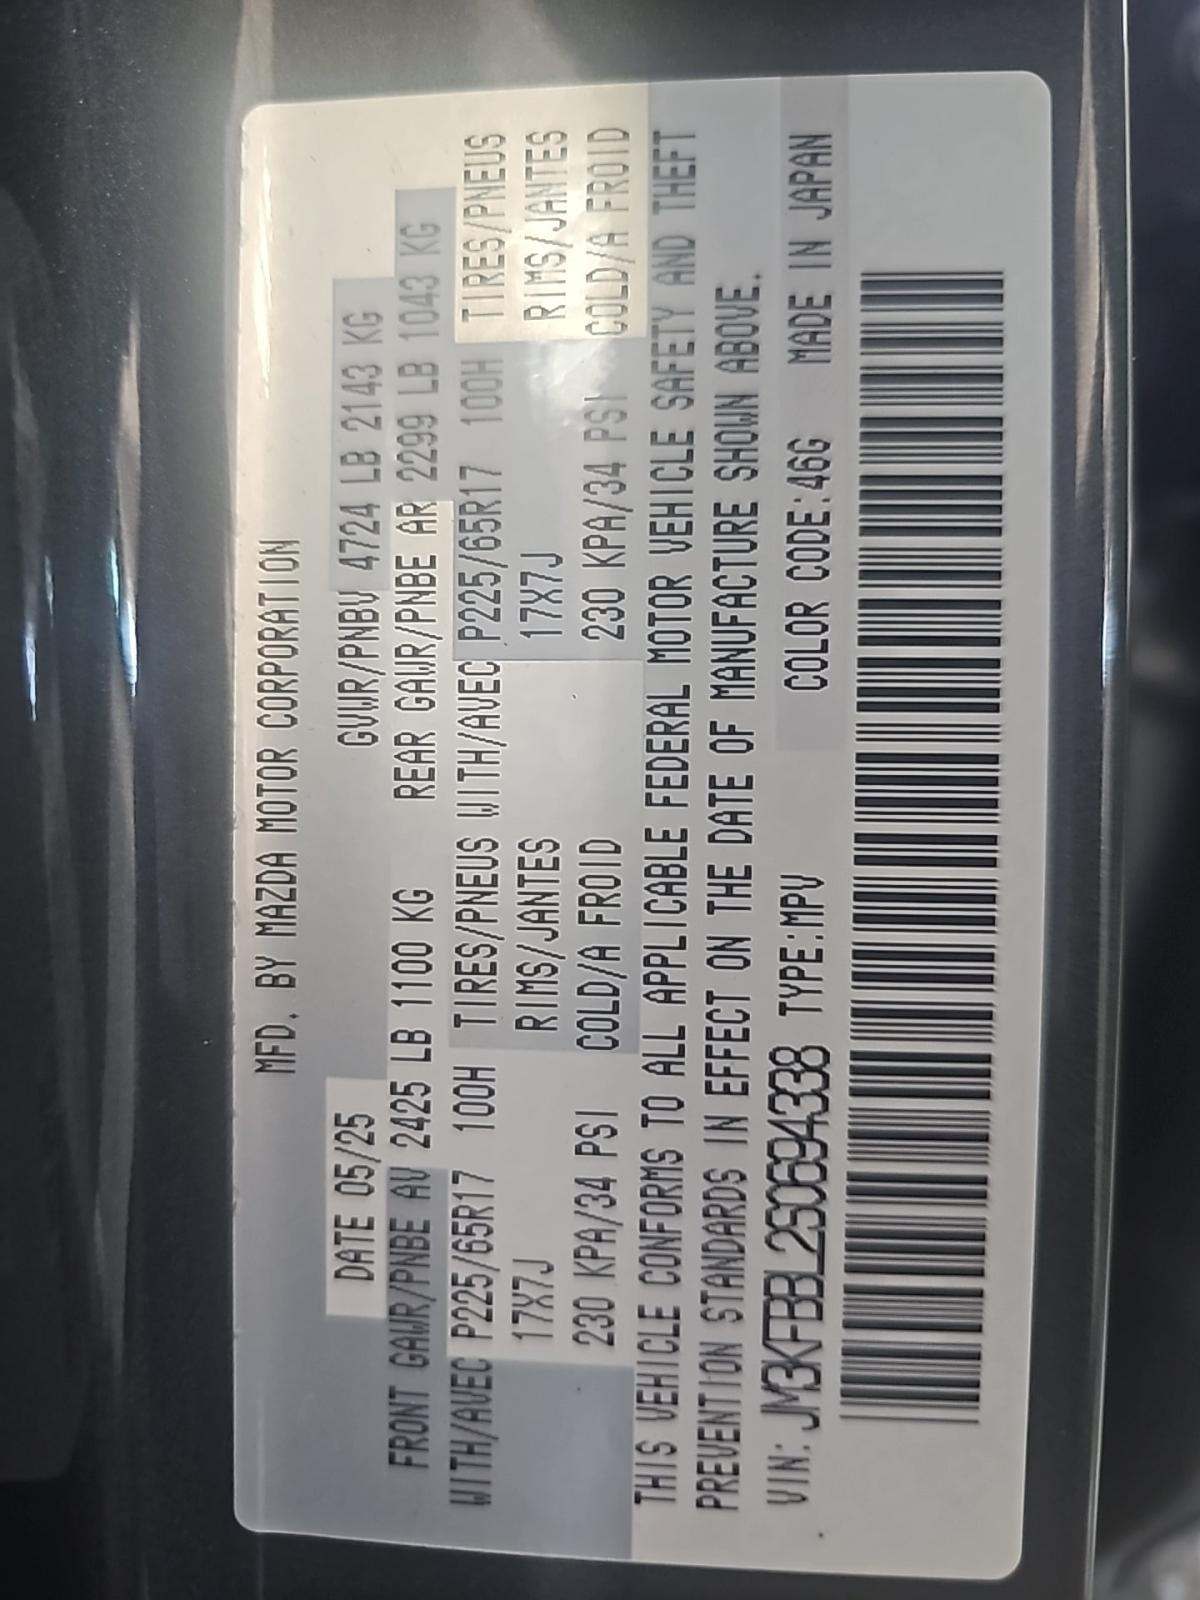 MFD. BY MAZDA MOTOR CORPORATION
DATE 05/25 GVWR/PNBV 4724 LB 2143 KG
FRONT GAWR/PNBE AV 2425 LB 1100 KG REAR GAWR/PNBE AR 2299 LB 1043 KG
WITH/AVEC P225/65R17 100H TIRES/PNEUS WITH/AVEC P225/65R17 100H TIRES/PNEUS
17X7J RIMS/JANTES 17X7J RIMS/JANTES
230 KPA/34 PSI COLD/A FROID 230 KPA/34 PSI COLD/A FROID
THIS VEHICLE CONFORMS TO ALL APPLICABLE FEDERAL MOTOR VEHICLE SAFETY AND THEFT
PREVENTION STANDARDS IN EFFECT ON THE DATE OF MANUFACTURE SHOWN ABOVE.
VIN: JM3KFBBL2S0694338 TYPE:MPV COLOR CODE:46G MADE IN JAPAN